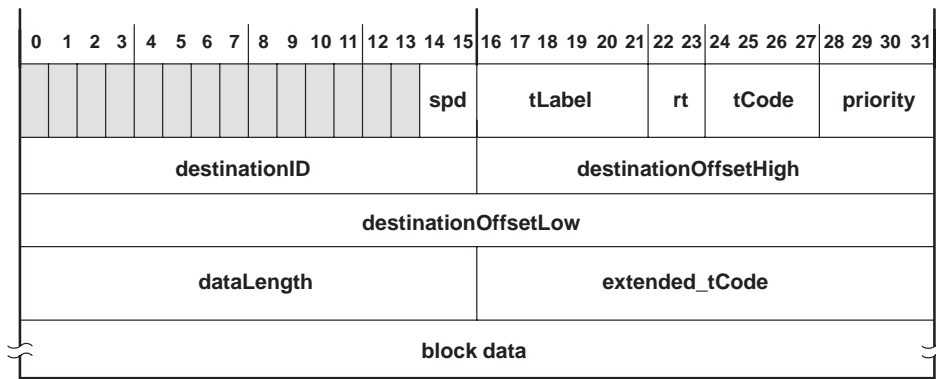 0 1 2 3 4 5 6 7 8 9 10 11 12 13 14 15 16 17 18 19 20 21 22 23 24 25 26 27 28 29 30 31
spd tLabel rt tCode priority
destinationID destinationOffsetHigh
destinationOffsetLow
dataLength extended_tCode
block data